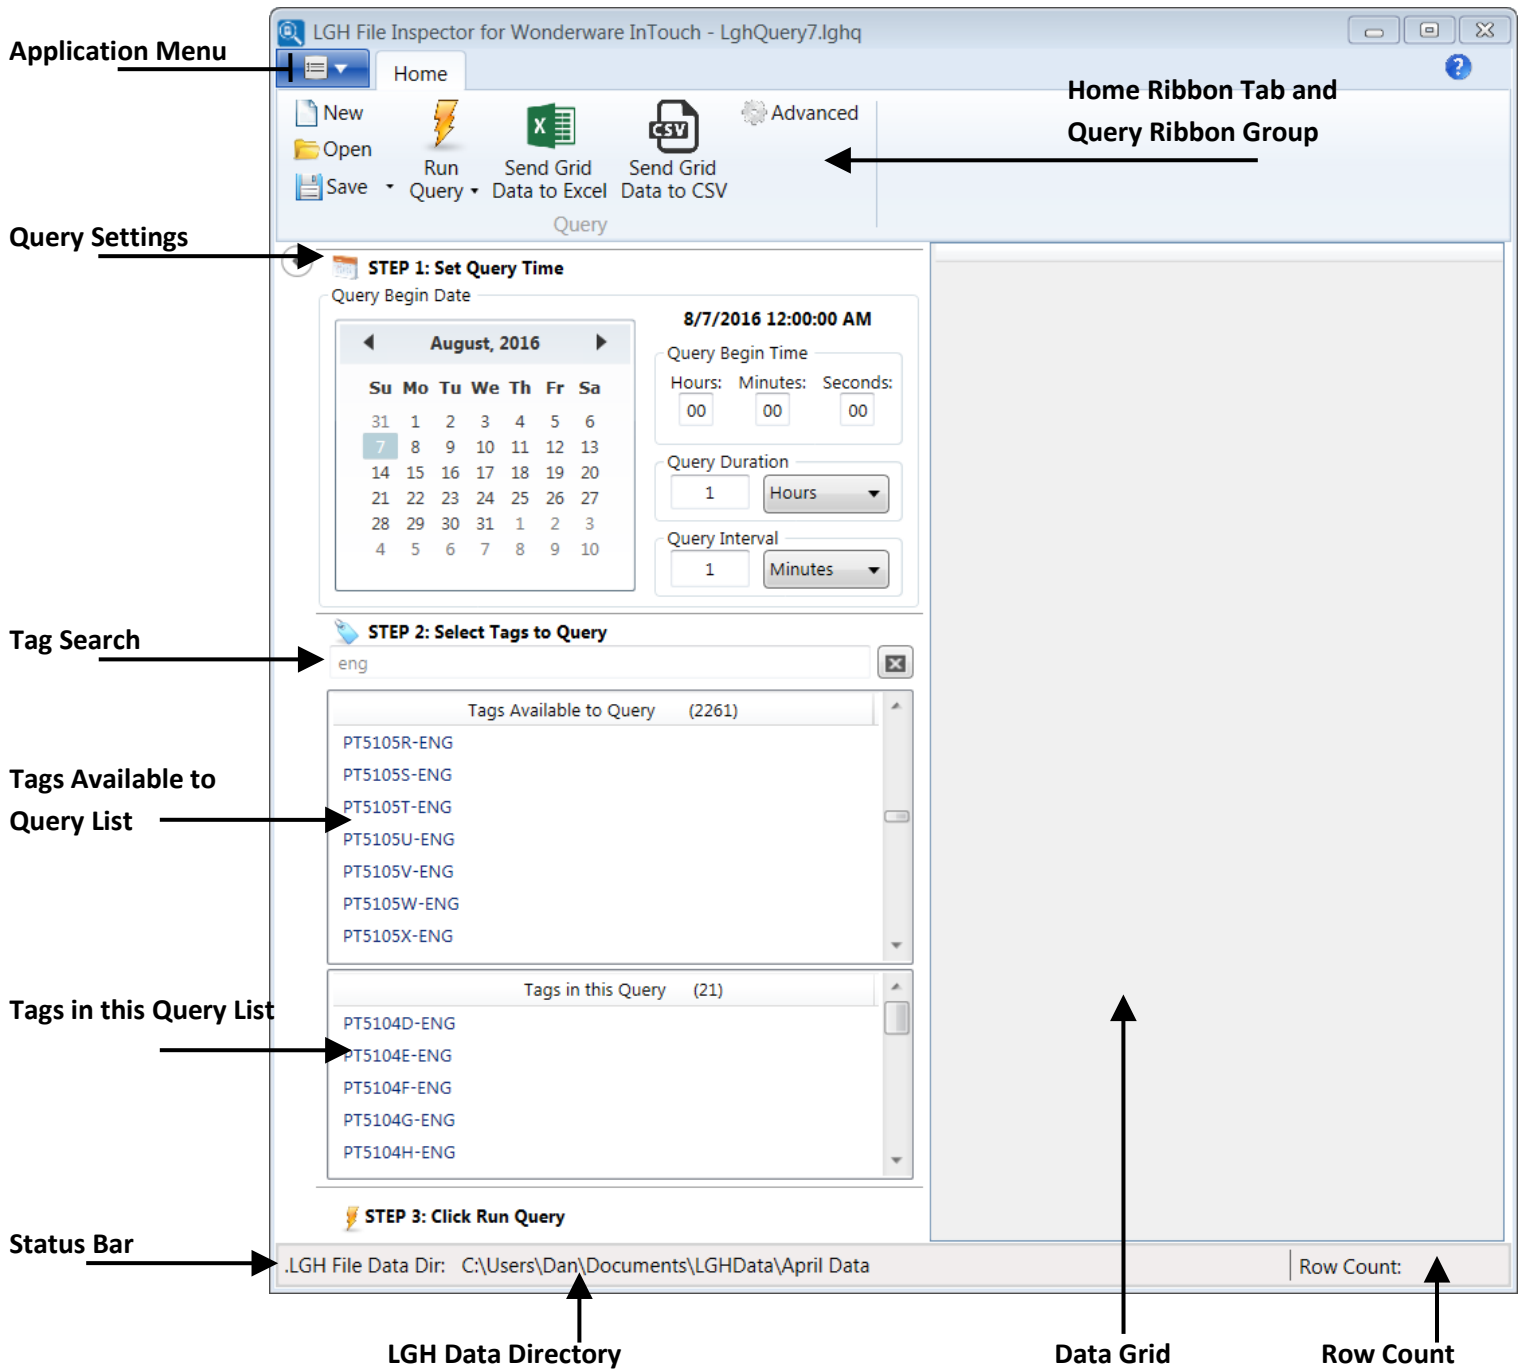 LGH File Inspector for Wonderware InTouch - LghQuery7.lghq
Application Menu
Home
Home Ribbon Tab and
Query Ribbon Group
New
Open
Save
Run
Query
Send Grid
Data to Excel
Send Grid
Data to CSV
CSV
Advanced
Query
Query Settings
STEP 1: Set Query Time
Query Begin Date
8/7/2016 12:00:00 AM
August, 2016
Su Mo Tu We Th Fr Sa
31 1 2 3 4 5 6
7 8 9 10 11 12 13
14 15 16 17 18 19 20
21 22 23 24 25 26 27
28 29 30 31 1 2 3
4 5 6 7 8 9 10
Query Begin Time
Hours: Minutes: Seconds:
00 00 00
Query Duration
1 Hours
Query Interval
1 Minutes
Tag Search
STEP 2: Select Tags to Query
eng
Tags Available to Query (2261)
PT5105R-ENG
PT5105S-ENG
PT5105T-ENG
PT5105U-ENG
PT5105V-ENG
PT5105W-ENG
PT5105X-ENG
Tags Available to
Query List
Tags in this Query (21)
PT5104D-ENG
PT5104E-ENG
PT5104F-ENG
PT5104G-ENG
PT5104H-ENG
Tags in this Query List
STEP 3: Click Run Query
Status Bar
.LGH File Data Dir: C:\Users\Dan\Documents\LGHData\April Data
Row Count:
LGH Data Directory
Data Grid
Row Count